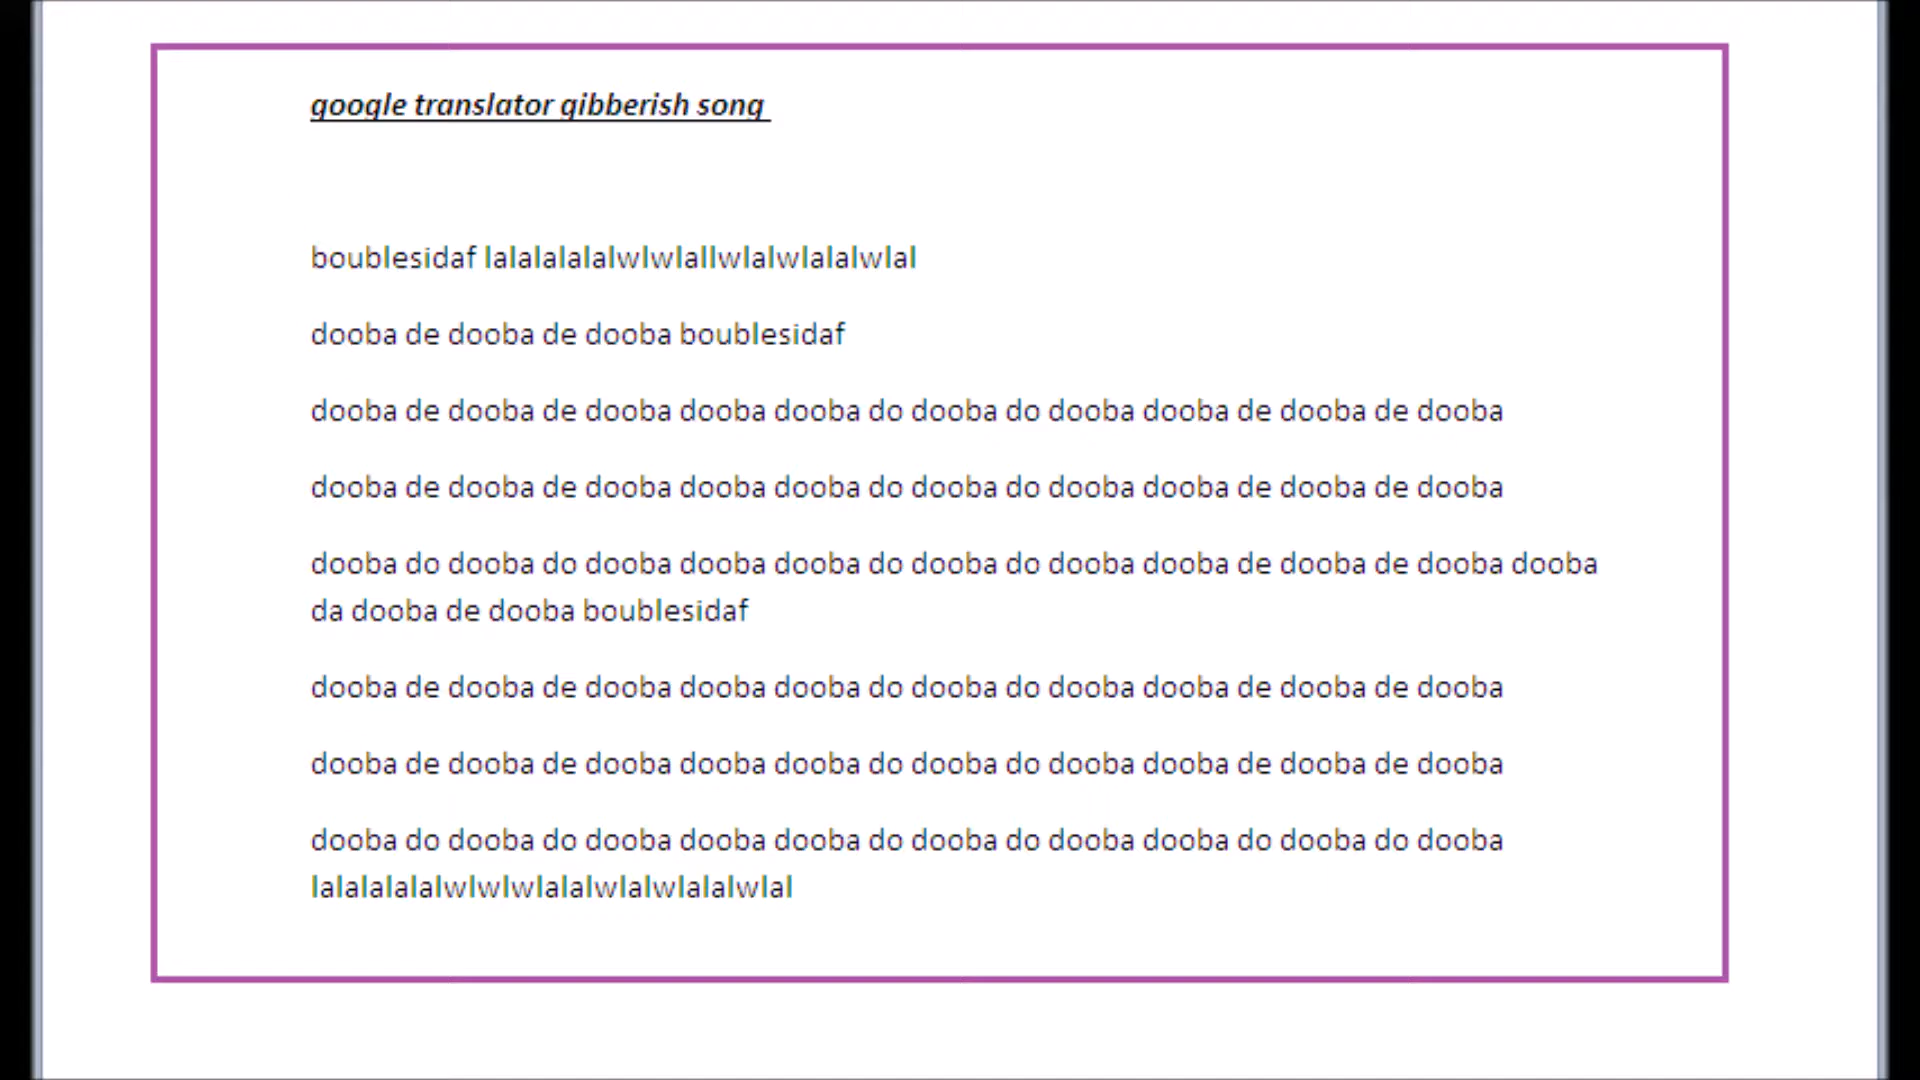 google translator gibberish song
boublesidaf lalalalalalwlwlallwlalwlalalwlal
dooba de dooba de dooba boublesidaf
dooba de dooba de dooba dooba dooba do dooba do dooba dooba de dooba de dooba
dooba de dooba de dooba dooba dooba do dooba do dooba dooba de dooba de dooba
dooba do dooba do dooba dooba dooba do dooba do dooba dooba de dooba de dooba dooba
da dooba de dooba boublesidaf
dooba de dooba de dooba dooba dooba do dooba do dooba dooba de dooba de dooba
dooba de dooba de dooba dooba dooba do dooba do dooba dooba de dooba de dooba
dooba do dooba do dooba dooba dooba do dooba do dooba dooba do dooba do dooba
lalalalalalwlwlwlalalwlalwlalalwlal